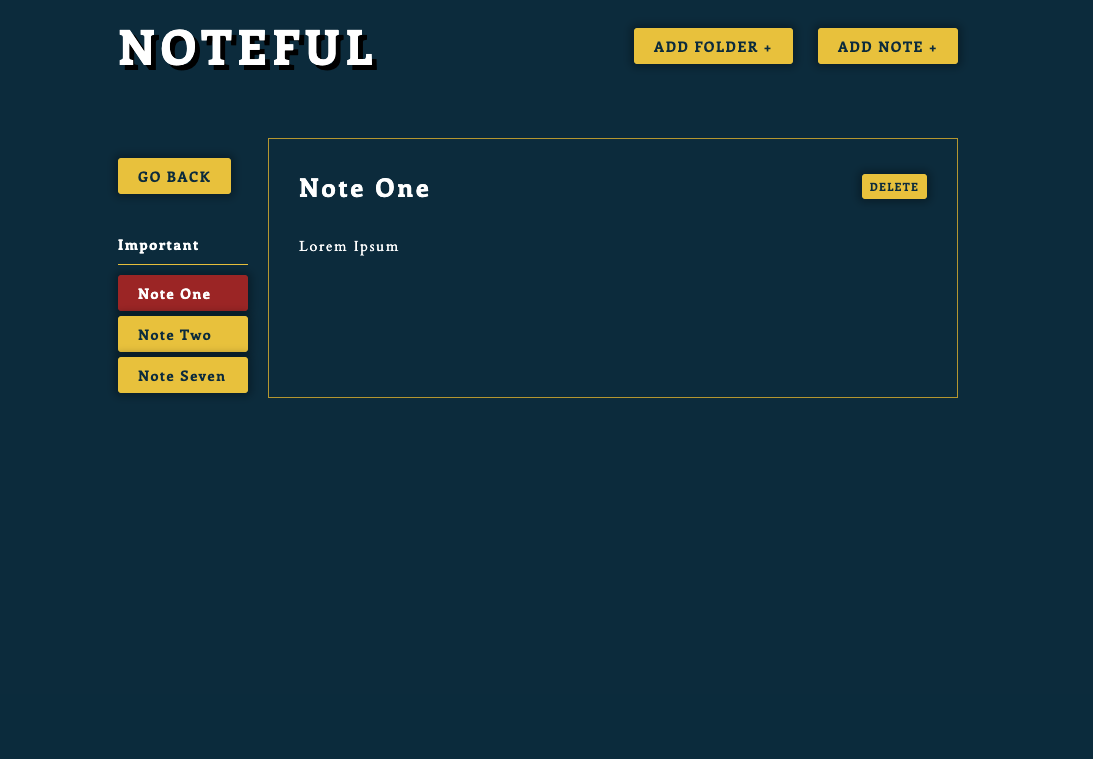 NOTEFUL
ADD FOLDER +
ADD NOTE +
GO BACK
Important
Note One
Note Two
Note Seven
Note One
DELETE
Lorem Ipsum